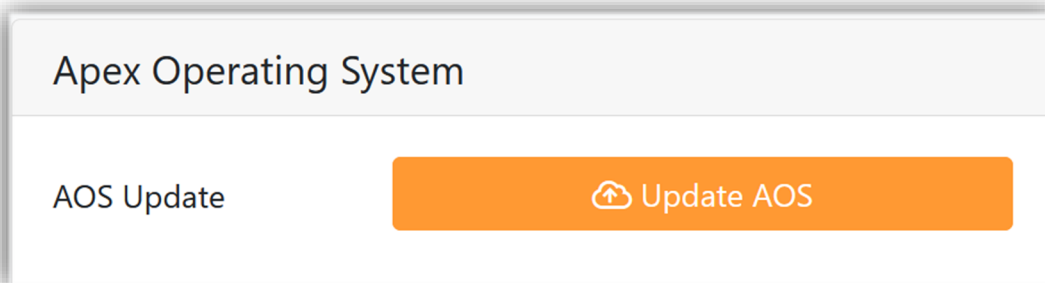 Apex Operating System
AOS Update
Update AOS